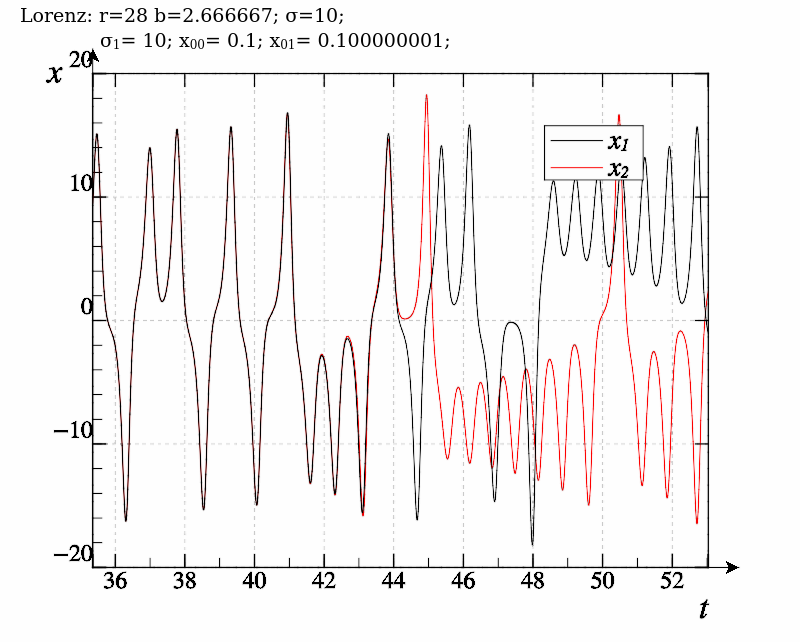 Lorenz: r=28 b=2.666667; σ=10;
σ₁= 10; x₀₀= 0.1; x₀₁= 0.100000001;
x
20
10
0
−10
−20
x₁
x₂
36 38 40 42 44 46 48 50 52
t